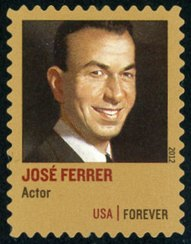 2012
JOSÉ FERRER
Actor
USA | FOREVER